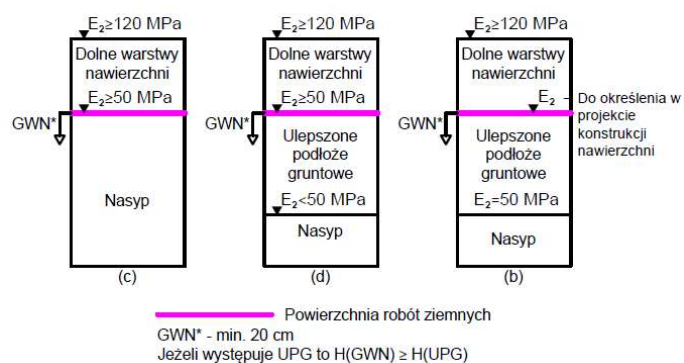 E₂≥120 MPa
Dolne warstwy
nawierzchni
E₂≥50 MPa
GWN*
Nasyp
(c)
E₂≥120 MPa
Dolne warstwy
nawierzchni
E₂≥50 MPa
GWN*
Ulepszone
podłoże
gruntowe
E₂<50 MPa
Nasyp
(d)
E₂≥120 MPa
Dolne warstwy
nawierzchni
E₂ - Do określenia w
projekcie
konstrukcji
nawierzchni
GWN*
Ulepszone
podłoże
gruntowe
E₂=50 MPa
Nasyp
(b)
Powierzchnia robót ziemnych
GWN* - min. 20 cm
Jeżeli występuje UPG to H(GWN) ≥ H(UPG)